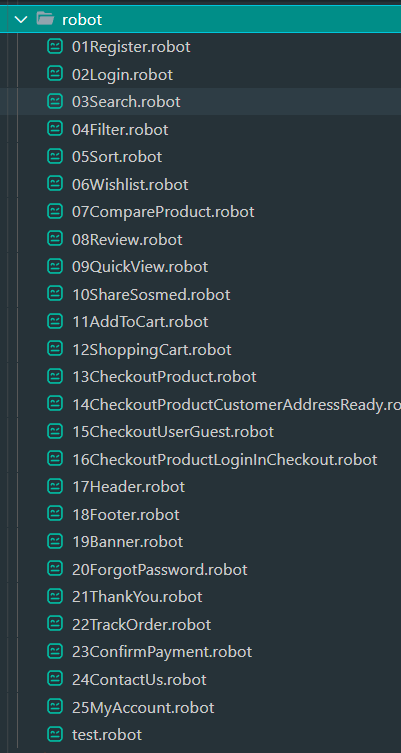 robot
01Register.robot
02Login.robot
03Search.robot
04Filter.robot
05Sort.robot
06Wishlist.robot
07CompareProduct.robot
08Review.robot
09QuickView.robot
10ShareSosmed.robot
11AddToCart.robot
12ShoppingCart.robot
13CheckoutProduct.robot
14CheckoutProductCustomerAddressReady.ro
15CheckoutUserGuest.robot
16CheckoutProductLoginInCheckout.robot
17Header.robot
18Footer.robot
19Banner.robot
20ForgotPassword.robot
21ThankYou.robot
22TrackOrder.robot
23ConfirmPayment.robot
24ContactUs.robot
25MyAccount.robot
test.robot